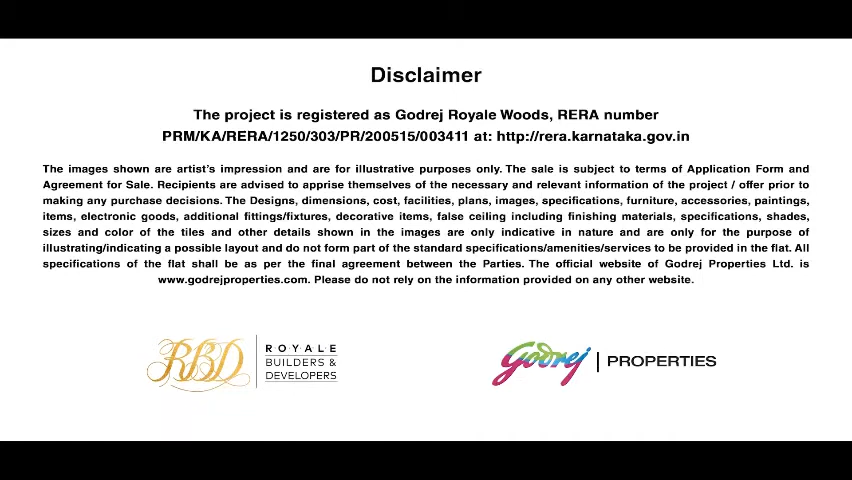 Disclaimer
The project is registered as Godrej Royale Woods, RERA number
PRM/KA/RERA/1250/303/PR/200515/003411 at: http://rera.karnataka.gov.in
The images shown are artist's impression and are for illustrative purposes only. The sale is subject to terms of Application Form and
Agreement for Sale. Recipients are advised to apprise themselves of the necessary and relevant information of the project / offer prior to
making any purchase decisions. The Designs, dimensions, cost, facilities, plans, images, specifications, furniture, accessories, paintings,
items, electronic goods, additional fittings/fixtures, decorative items, false ceiling including finishing materials, specifications, shades,
sizes and color of the tiles and other details shown in the images are only indicative in nature and are only for the purpose of
illustrating/indicating a possible layout and do not form part of the standard specifications/amenities/services to be provided in the flat. All
specifications of the flat shall be as per the final agreement between the Parties. The official website of Godrej Properties Ltd. is
www.godrejproperties.com. Please do not rely on the information provided on any other website.
RBD
R·O·Y·A·L·E
BUILDERS &
DEVELOPERS
Godrej | PROPERTIES